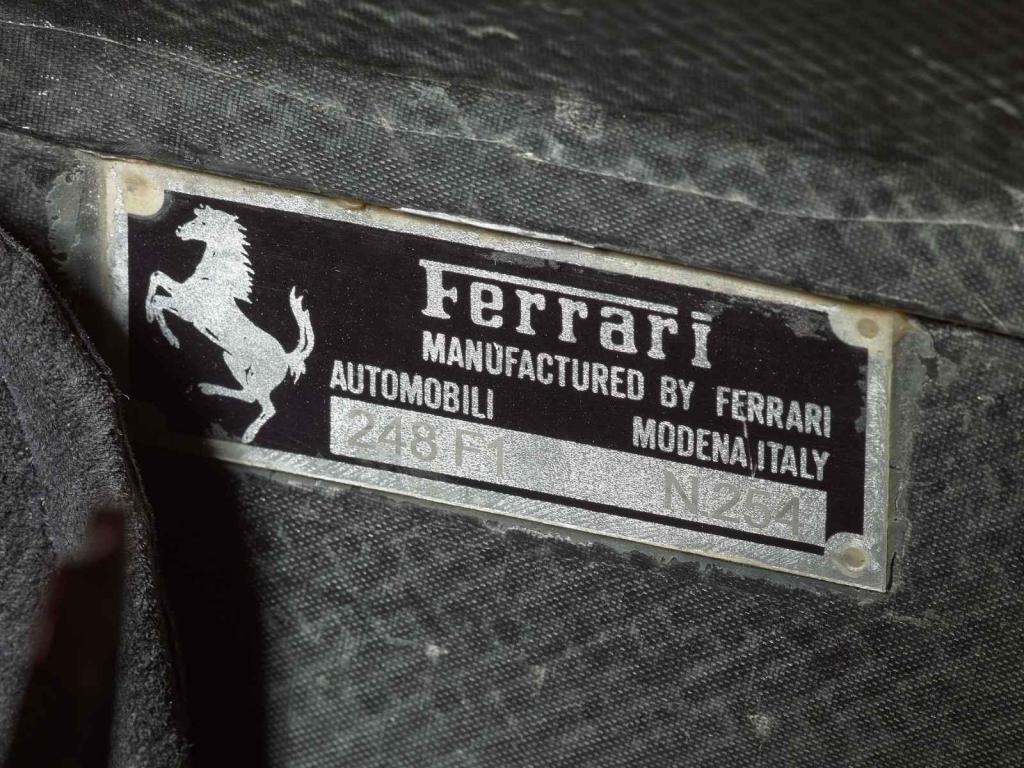 Ferrari
MANUFACTURED BY FERRARI
AUTOMOBILI MODENA, ITALY
248 F1 N.254